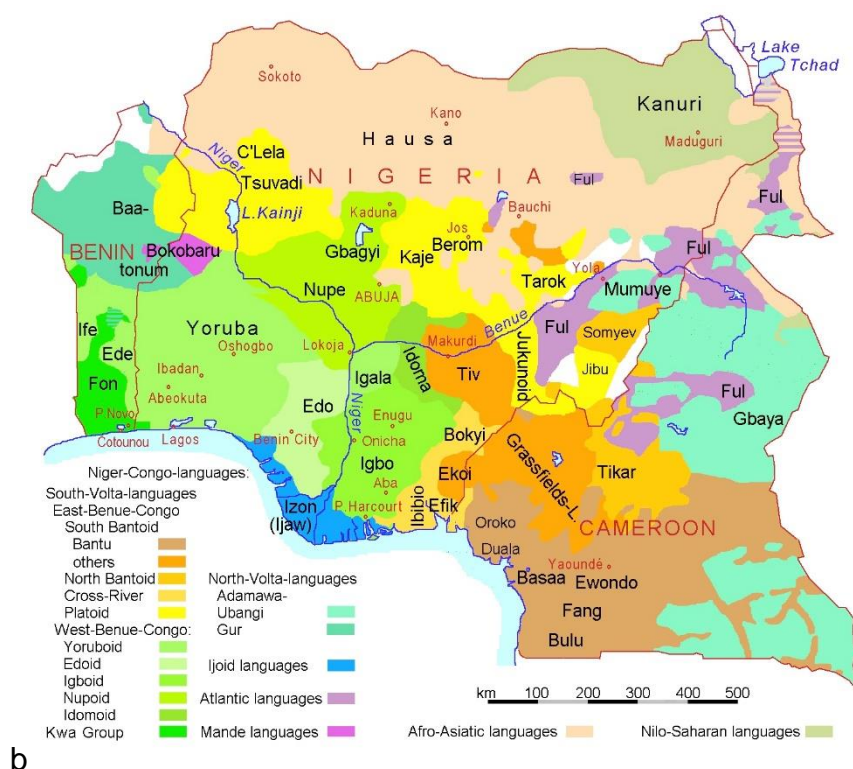 Lake
Tchad
Sokoto
Kanuri
Kano
Hausa
Maduguri
C'Lela
Niger
Tsuvadi
NIGERIA
Ful
Ful
Baa-
L.Kainji
Kaduna
Bauchi
Jos
Gbagyi
Berom
Kaje
BENIN
Bokobaru
tonum
Ful
Yola
Tarok
Mumuye
Nupe
ABUJA
Benue
Ife
Yoruba
Ful
Somyev
Ede
Oshogbo
Lokoja
Idoma
Makurdi
Jukunoid
Ibadan
Igala
Tiv
Jibu
Fon
Abeokuta
Ful
Edo
Niger
Enugu
Gbaya
P.Novo
Bokyi
Cotounou
Lagos
Benin City
Onicha
Grassfields-L.
Igbo
Tikar
Niger-Congo-languages:
Ekoi
Aba
South-Volta-languages
Izon
Ibibio
Efik
East-Benue-Congo
(Ijaw)
P.Harcourt
Oroko
CAMEROON
South Bantoid
Bantu
Duala
others
Yaoundé
North Bantoid
North-Volta-languages
Basaa
Ewondo
Cross-River
Adamawa-
Platoid
Ubangi
Fang
West-Benue-Congo:
Gur
Bulu
Yoruboid
Edoid
Ijoid languages
Igboid
Nupoid
Atlantic languages
km 100 200 300 400 500
Idomoid
Kwa Group
Mande languages
Afro-Asiatic languages
Nilo-Saharan languages
b